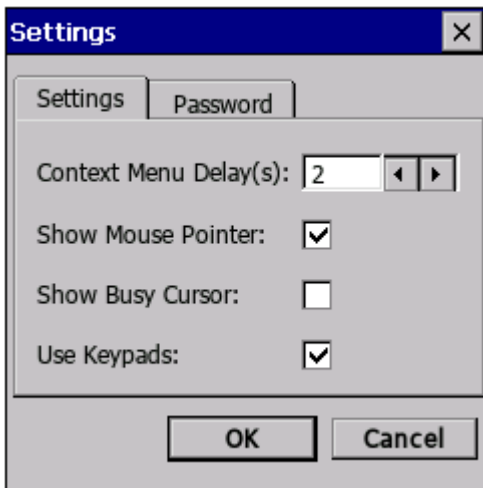 Settings
Settings Password
Context Menu Delay(s): 2
Show Mouse Pointer:
Show Busy Cursor:
Use Keypads:
OK Cancel